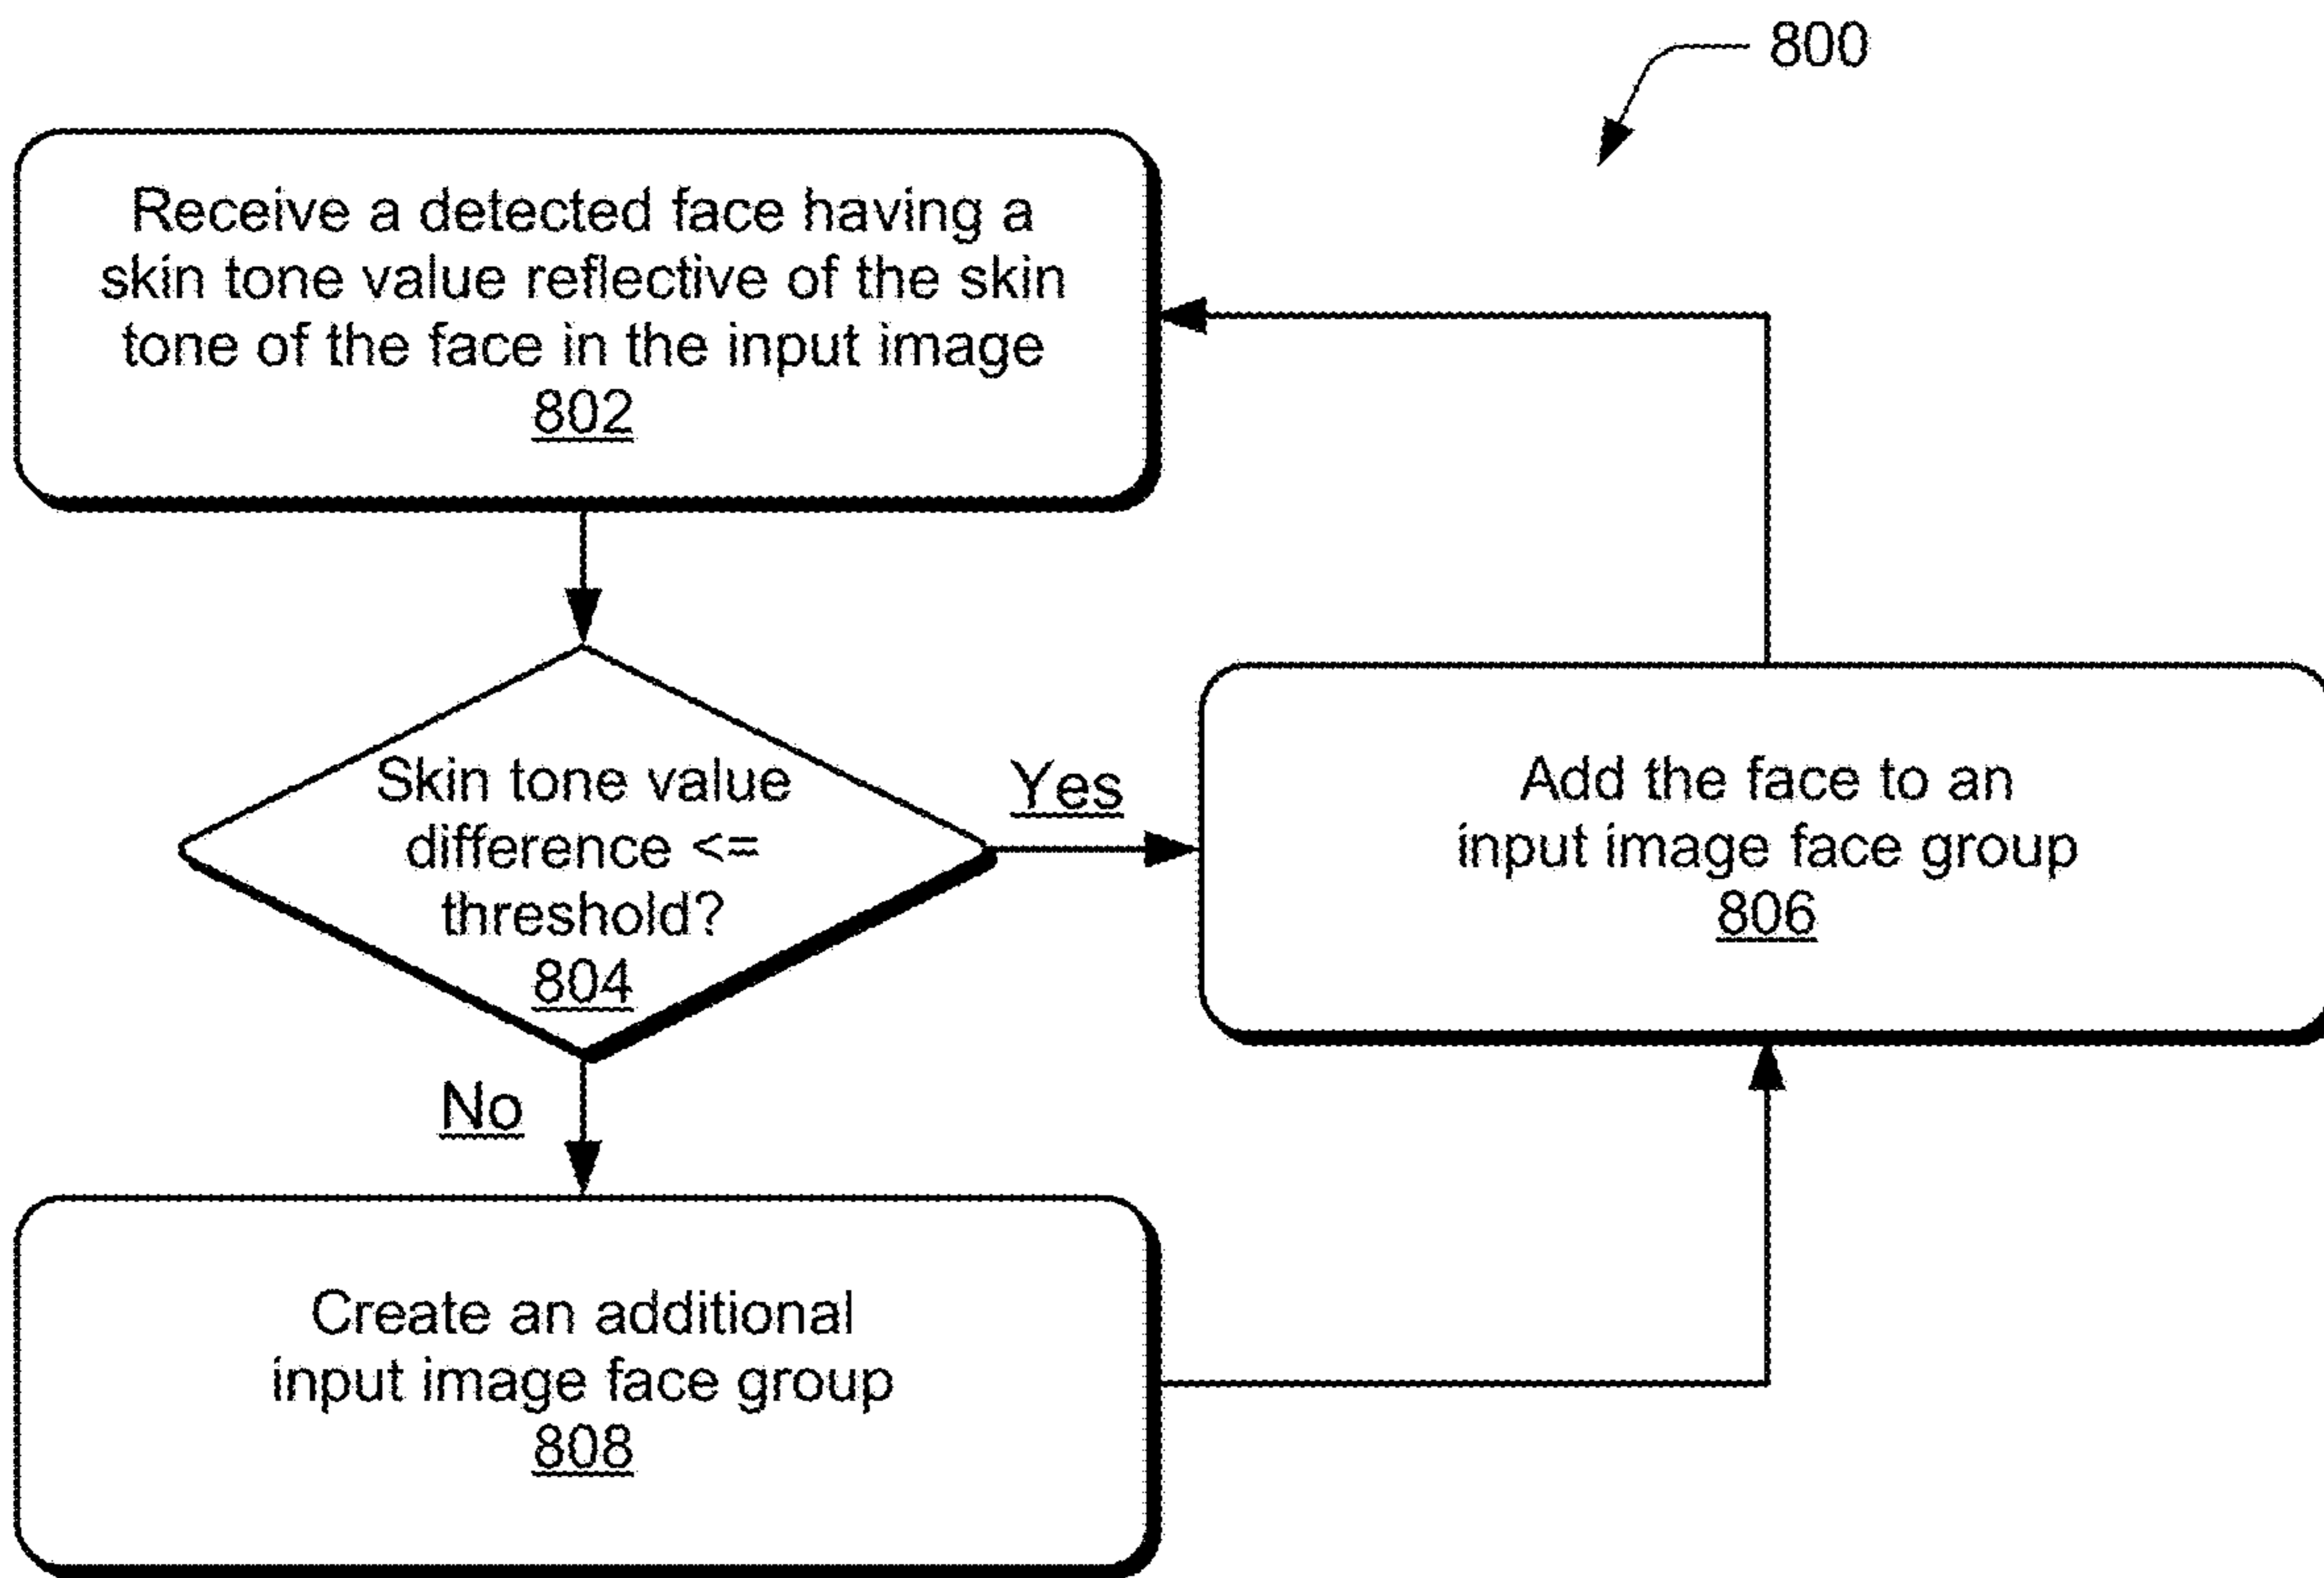 800
Receive a detected face having a
skin tone value reflective of the skin
tone of the face in the input image
802
Skin tone value
difference <=
threshold?
804
Yes
Add the face to an
input image face group
806
No
Create an additional
input image face group
808